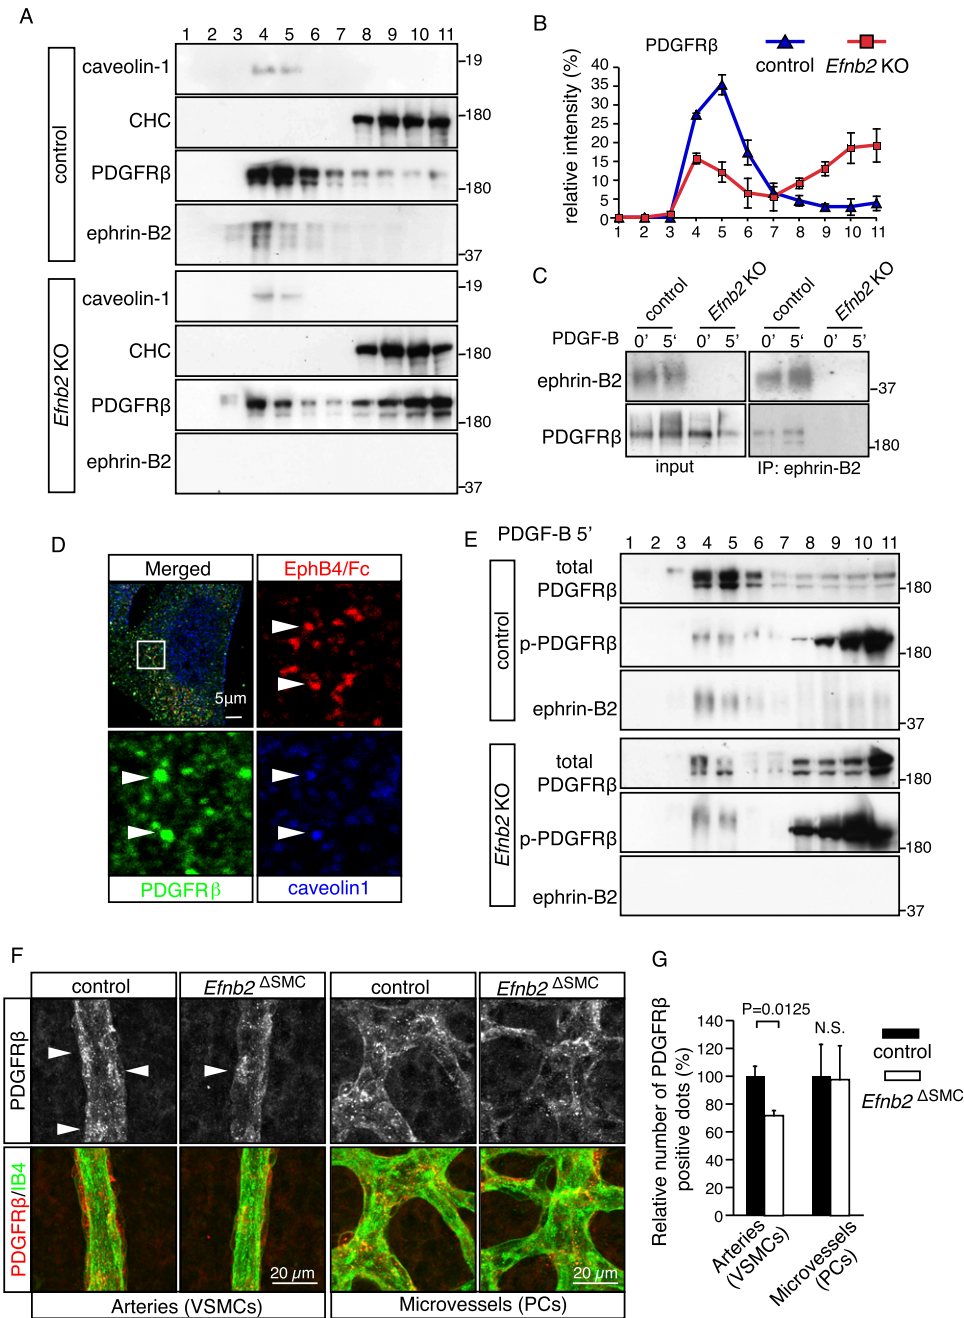 A
1 2 3 4 5 6 7 8 9 10 11
control
caveolin-1
19
CHC
180
PDGFRβ
180
ephrin-B2
37
Efnb2 KO
caveolin-1
19
CHC
180
PDGFRβ
180
ephrin-B2
37
B
PDGFRβ
control
Efnb2 KO
relative intensity (%)
40
35
30
25
20
15
10
5
0
1 2 3 4 5 6 7 8 9 10 11
C
control Efnb2 KO control Efnb2 KO
PDGF-B 0’ 5‘ 0’ 5’ 0’ 5‘ 0’ 5’
ephrin-B2
37
PDGFRβ
180
input IP: ephrin-B2
D
Merged
EphB4/Fc
5µm
PDGFRβ
caveolin1
E
PDGF-B 5’
1 2 3 4 5 6 7 8 9 10 11
control
total
PDGFRβ
180
p-PDGFRβ
180
ephrin-B2
37
Efnb2 KO
total
PDGFRβ
180
p-PDGFRβ
180
ephrin-B2
37
F
control Efnb2 ΔSMC control Efnb2 ΔSMC
PDGFRβ
PDGFRβ/IB4
20 µm
20 µm
Arteries (VSMCs)
Microvessels (PCs)
G
Relative number of PDGFRβ
positive dots (%)
P=0.0125
N.S.
control
Efnb2 ΔSMC
140
120
100
80
60
40
20
0
Arteries
(VSMCs)
Microvessels
(PCs)